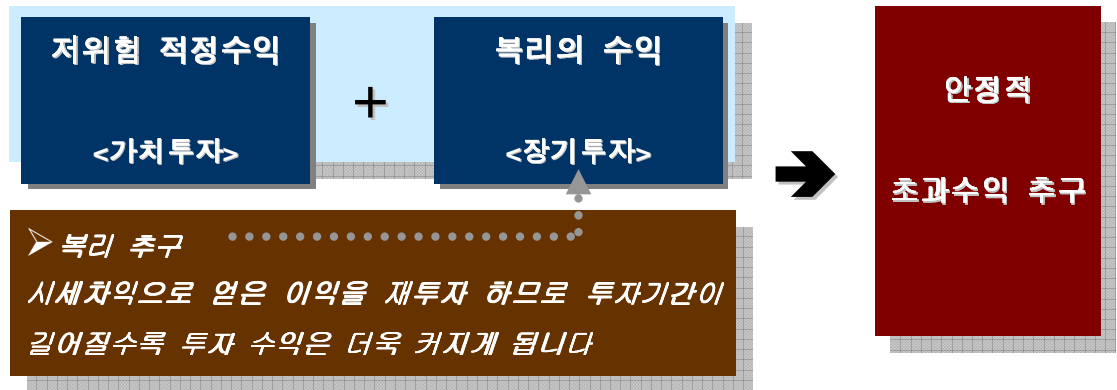 저위험 적정수익
<가치투자>
+
복리의 수익
<장기투자>
➢ 복리 추구
시세차익으로 얻은 이익을 재투자 하므로 투자기간이
길어질수록 투자 수익은 더욱 커지게 됩니다
안정적
초과수익 추구